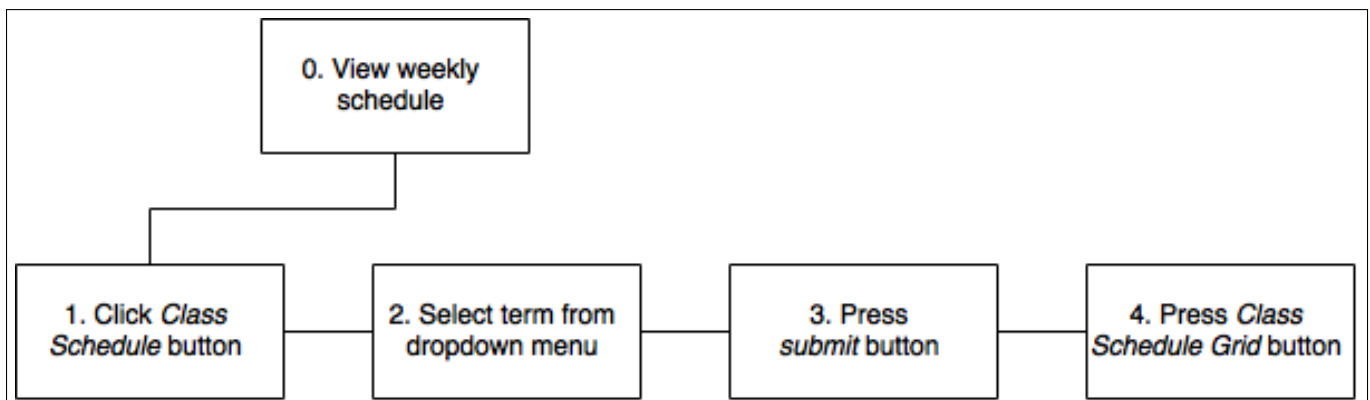 0. View weekly
schedule
1. Click Class
Schedule button
2. Select term from
dropdown menu
3. Press
submit button
4. Press Class
Schedule Grid button